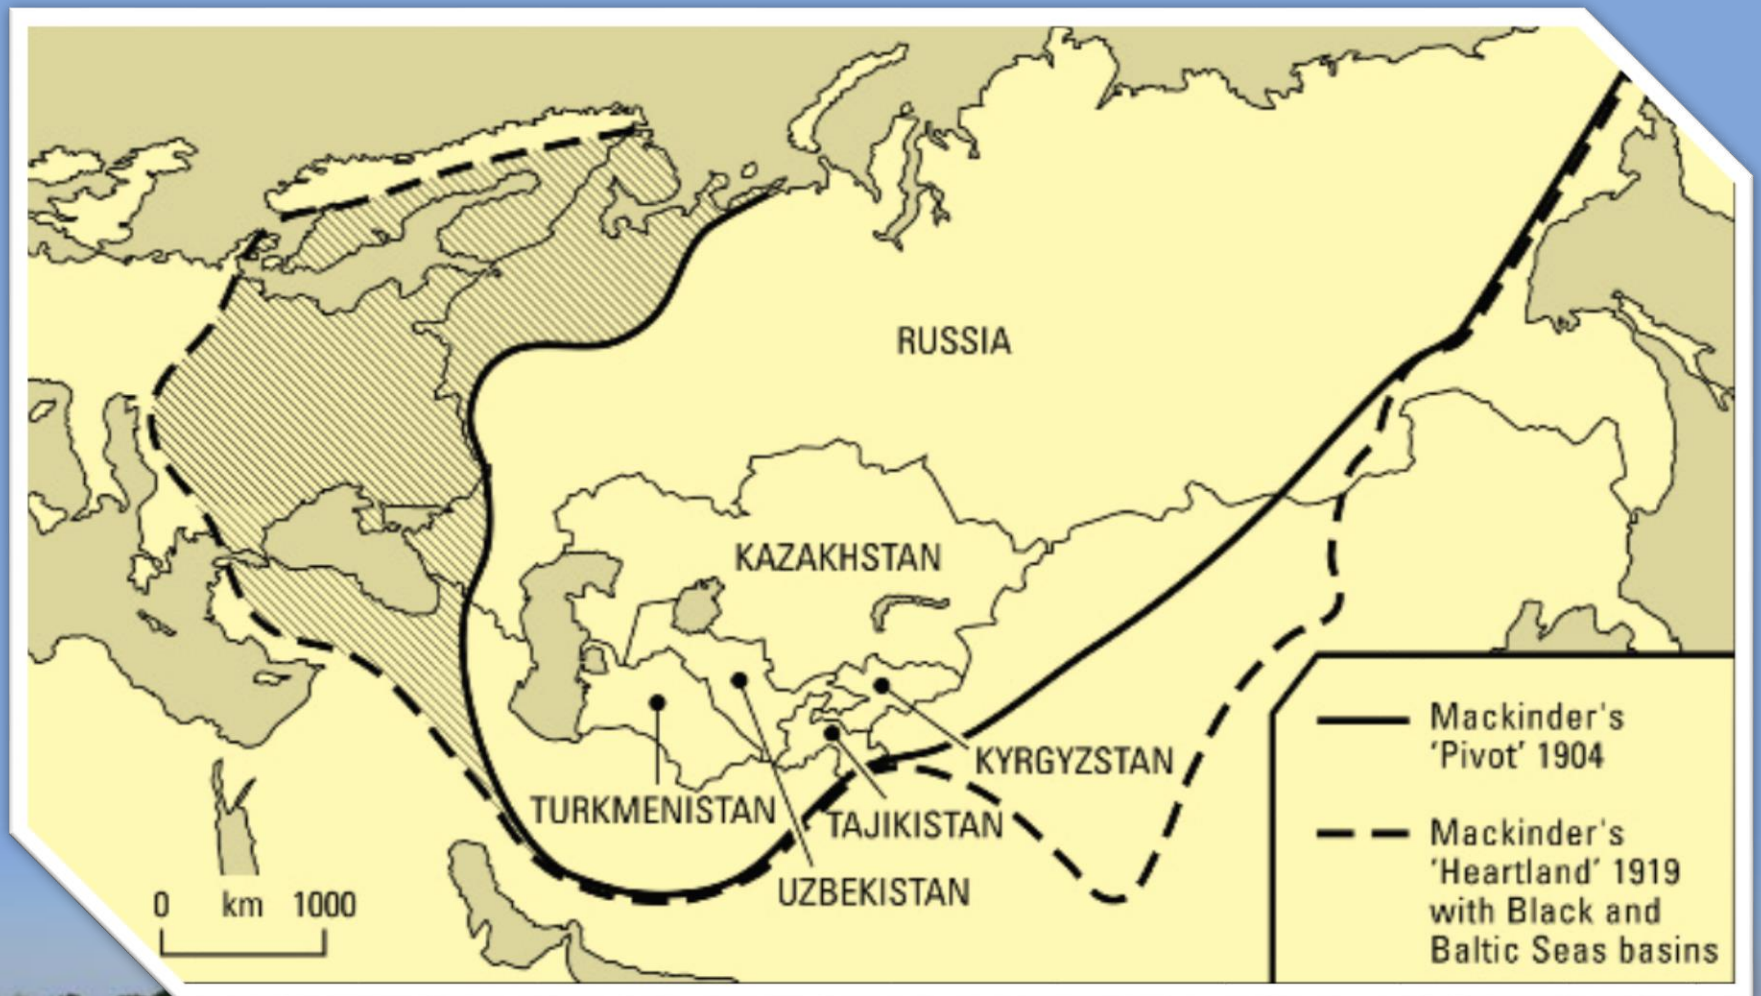 RUSSIA
KAZAKHSTAN
KYRGYZSTAN
TURKMENISTAN
TAJIKISTAN
UZBEKISTAN
0 km 1000
Mackinder's
'Pivot' 1904
Mackinder's
'Heartland' 1919
with Black and
Baltic Seas basins